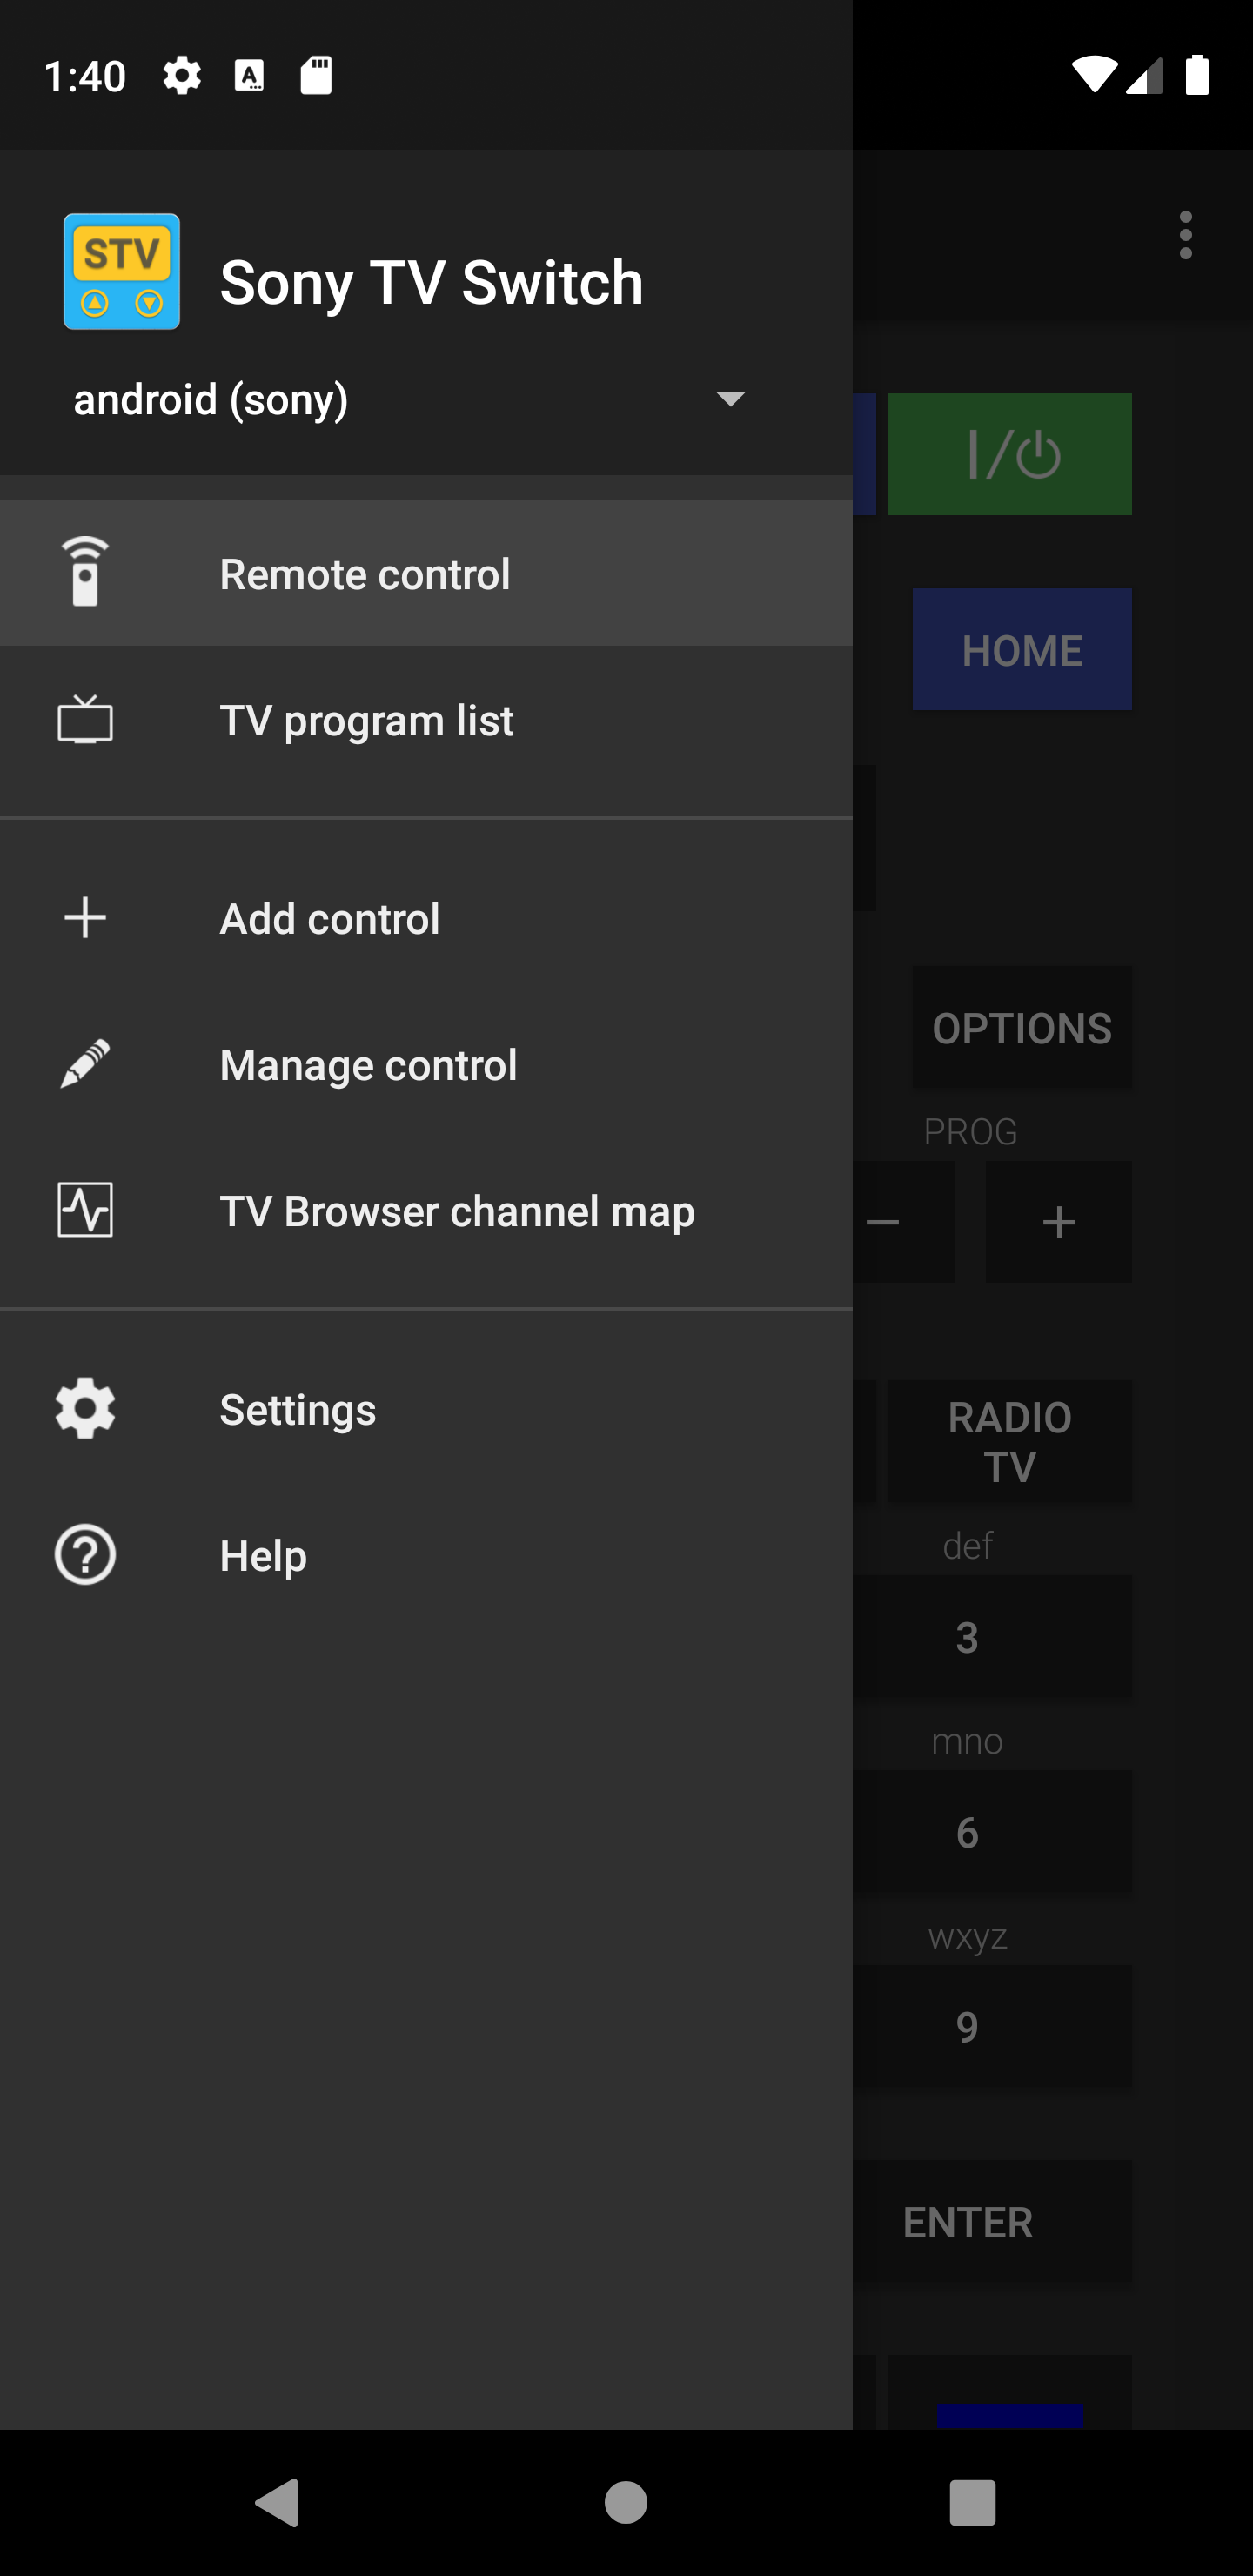 1:40
STV
Sony TV Switch
android (sony)
Remote control
TV program list
Add control
Manage control
TV Browser channel map
Settings
Help
HOME
OPTIONS
PROG
− +
RADIO
TV
def
3
mno
6
wxyz
9
ENTER